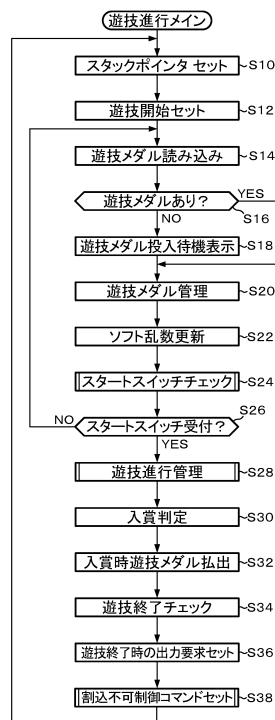 遊技進行メイン
スタックポインタ セット S10
遊技開始セット S12
遊技メダル読み込み S14
遊技メダルあり? YES
S16
NO
遊技メダル投入待機表示 S18
遊技メダル管理 S20
ソフト乱数更新 S22
スタートスイッチチェック S24
NO スタートスイッチ受付? S26
YES
遊技進行管理 S28
入賞判定 S30
入賞時遊技メダル払出 S32
遊技終了チェック S34
遊技終了時の出力要求セット S36
割込不可制御コマンドセット S38